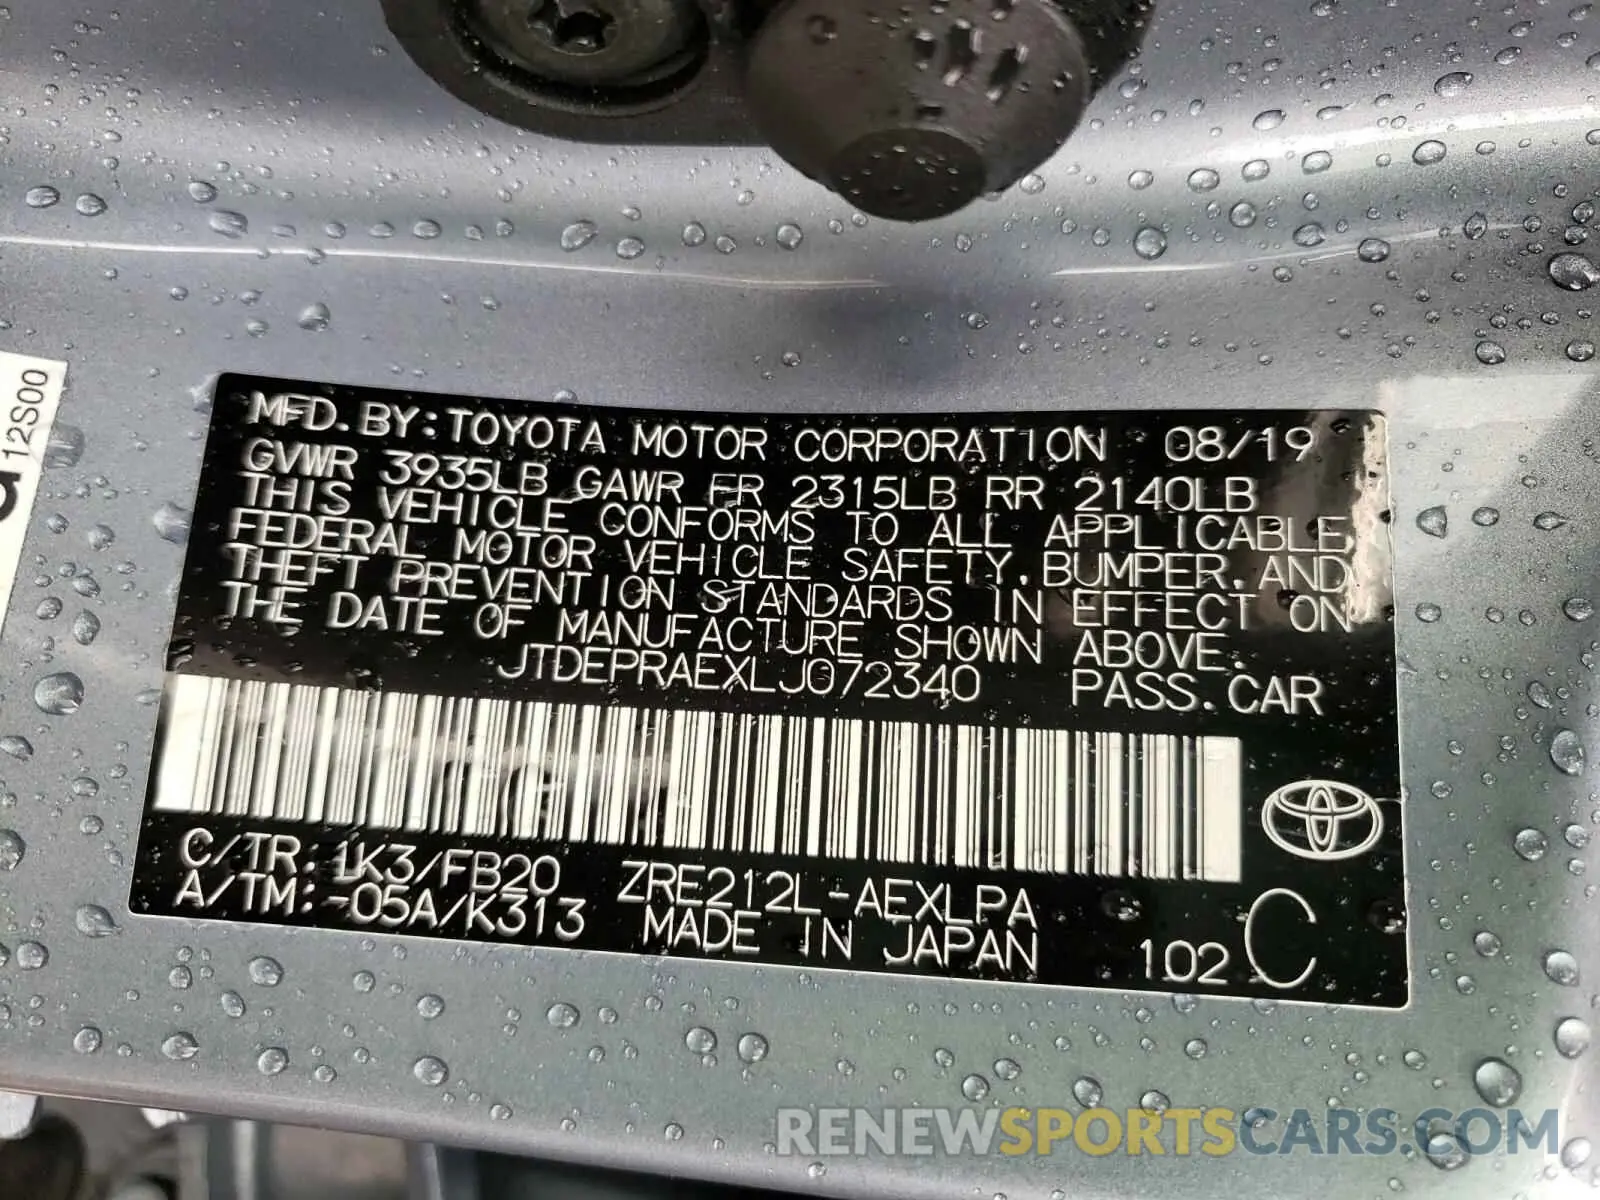 12S00
MFD. BY: TOYOTA MOTOR CORPORATION 08/19
GVWR 3935LB GAWR FR 2315LB RR 2140LB
THIS VEHICLE CONFORMS TO ALL APPLICABLE
FEDERAL MOTOR VEHICLE SAFETY, BUMPER, AND
THEFT PREVENTION STANDARDS IN EFFECT ON
THE DATE OF MANUFACTURE SHOWN ABOVE.
JTDEPRAEXLJ072340 PASS. CAR
C/TR: 1K3/FB20 ZRE212L-AEXLPA
A/TM: -05A/K313 MADE IN JAPAN 102 C
RENEWSPORTSCARS.COM